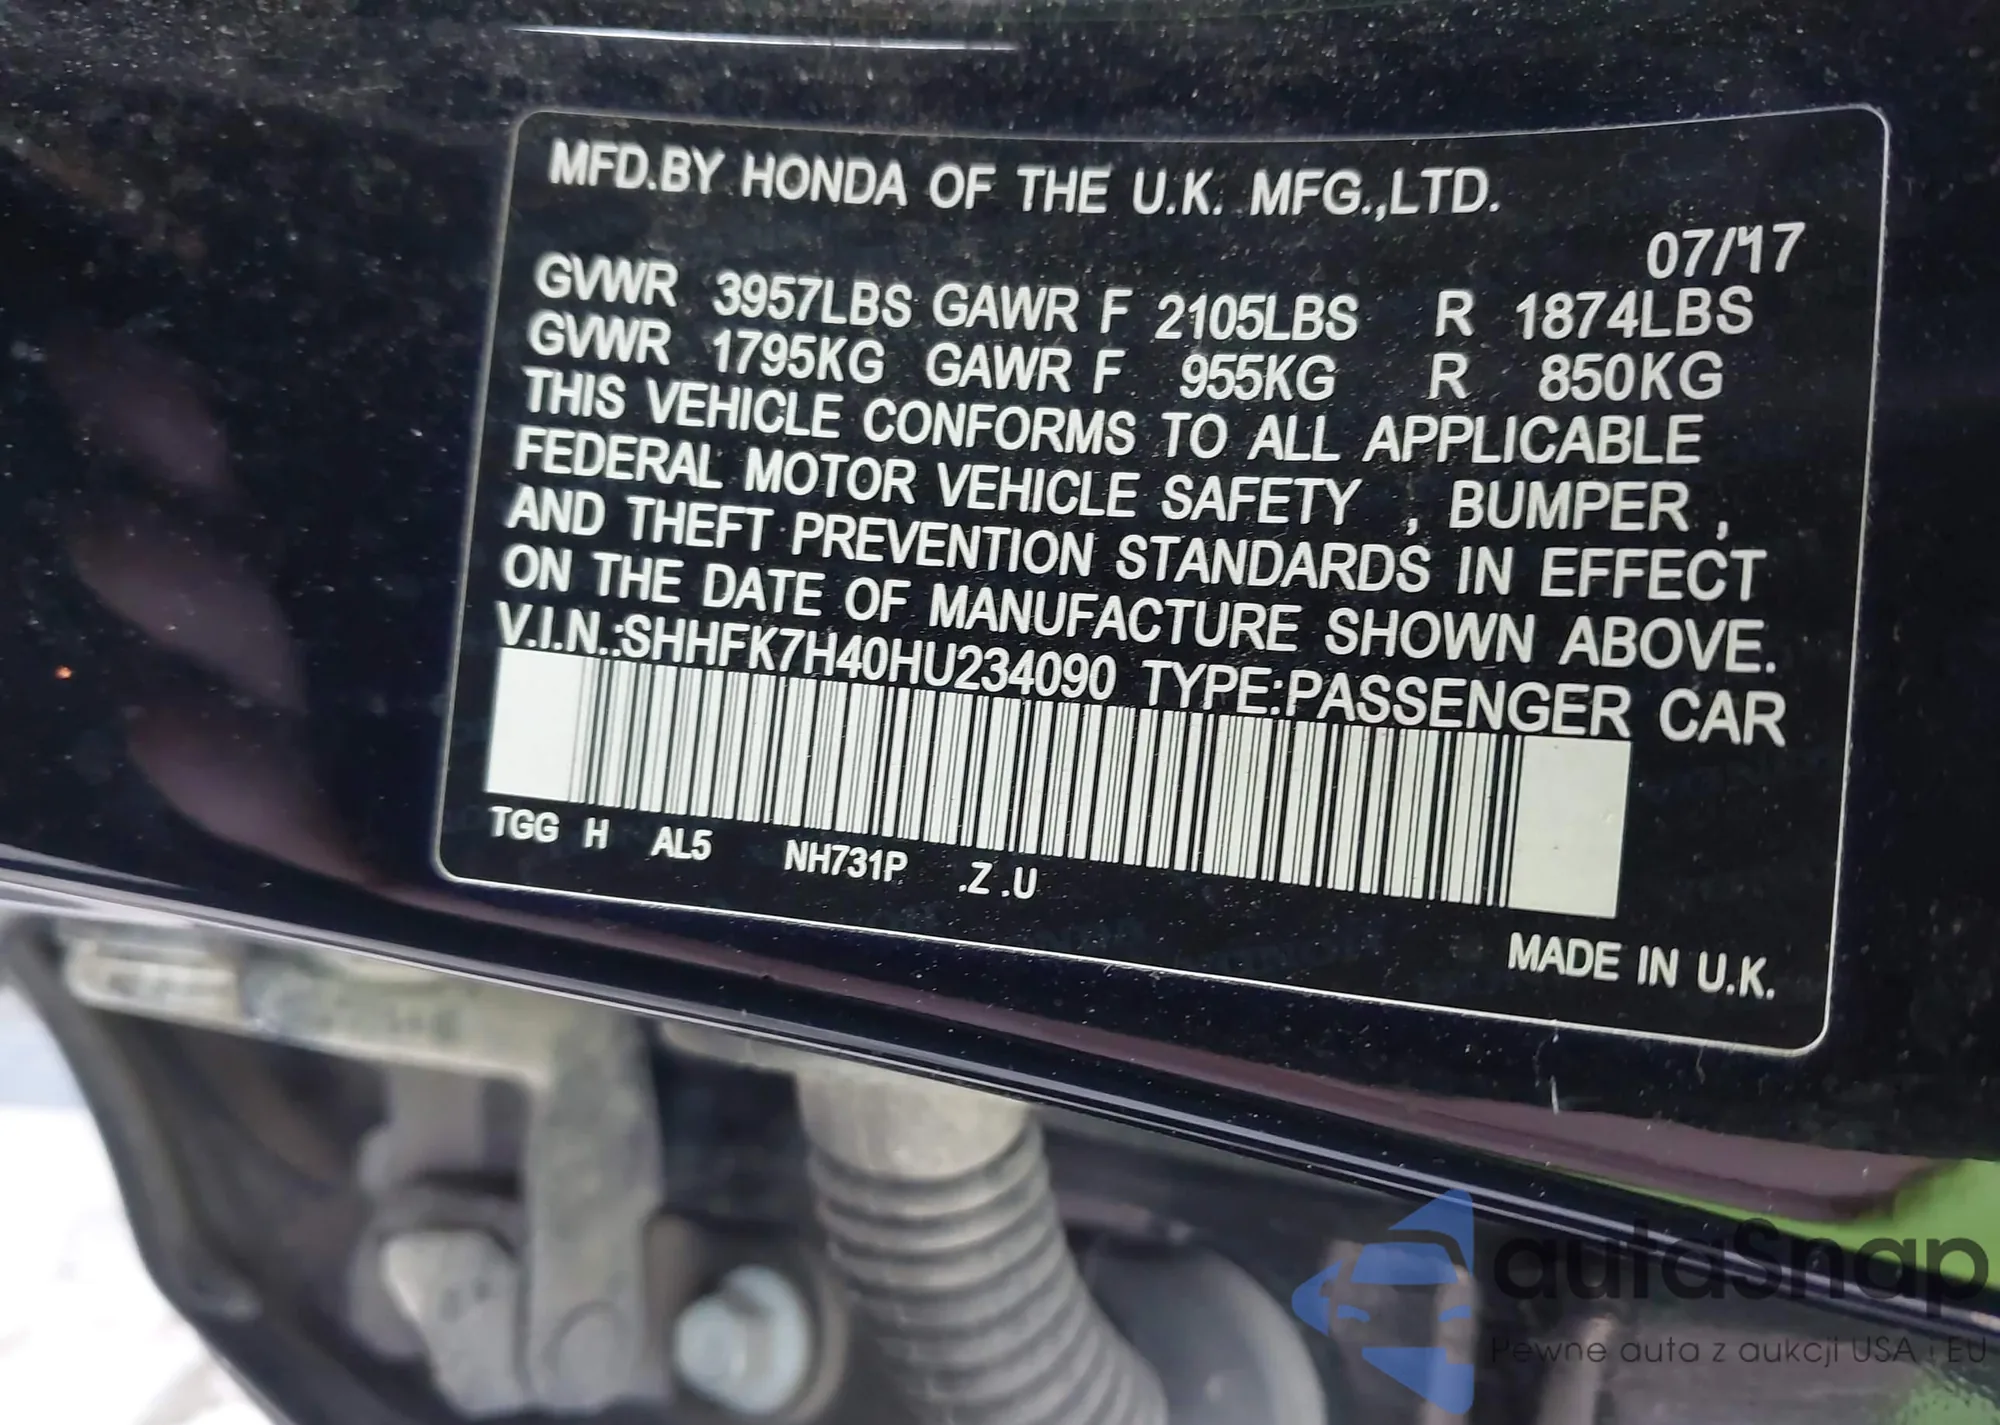 MFD.BY HONDA OF THE U.K. MFG.,LTD.
07/'17
GVWR 3957LBS GAWR F 2105LBS R 1874LBS
GVWR 1795KG GAWR F 955KG R 850KG
THIS VEHICLE CONFORMS TO ALL APPLICABLE
FEDERAL MOTOR VEHICLE SAFETY , BUMPER ,
AND THEFT PREVENTION STANDARDS IN EFFECT
ON THE DATE OF MANUFACTURE SHOWN ABOVE.
V.I.N.:SHHFK7H40HU234090 TYPE:PASSENGER CAR
TGG H AL5 NH731P .Z .U
MADE IN U.K.
autaSnap
Pewne auta z aukcji USA i EU